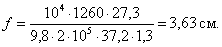 f = 10⁴·1260·27,3 / 9,8·2·10⁵·37,2·1,3 = 3,63 см.